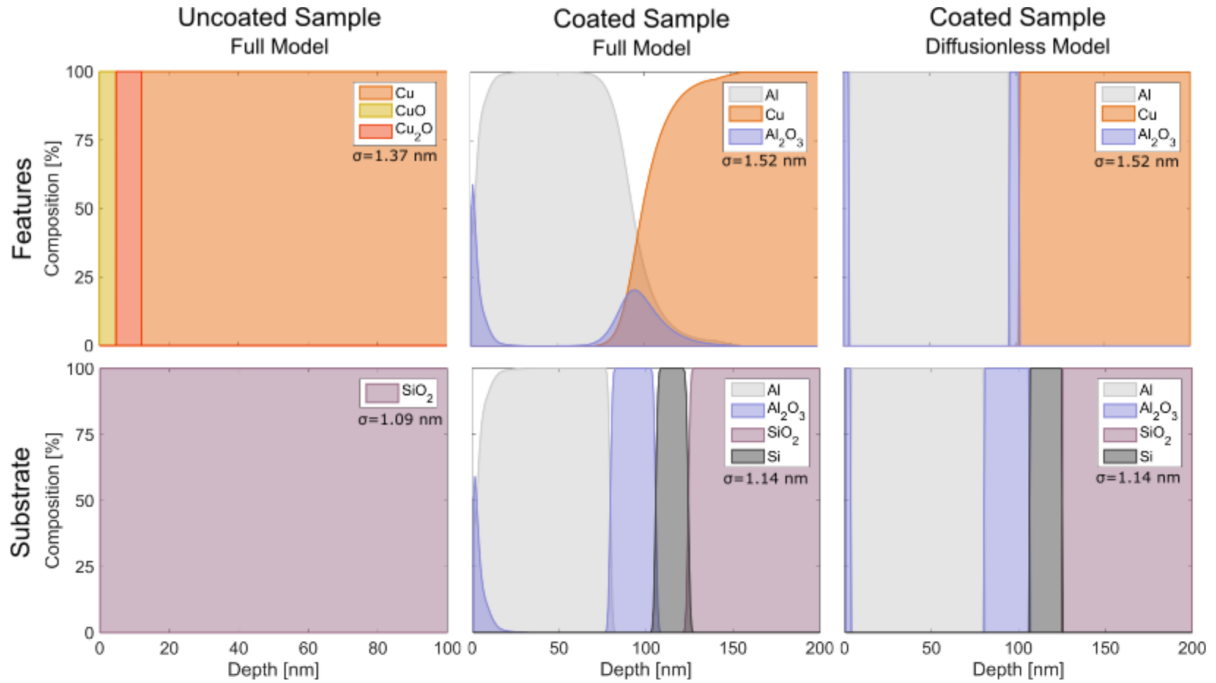 Uncoated Sample
Full Model
Coated Sample
Full Model
Coated Sample
Diffusionless Model
Features
Composition [%]
100
75
50
25
0
Cu
CuO
Cu₂O
σ=1.37 nm
Al
Cu
Al₂O₃
σ=1.52 nm
Al
Cu
Al₂O₃
σ=1.52 nm
Substrate
Composition [%]
100
75
50
25
0
SiO₂
σ=1.09 nm
Al
Al₂O₃
SiO₂
Si
σ=1.14 nm
Al
Al₂O₃
SiO₂
Si
σ=1.14 nm
0 20 40 60 80 100
Depth [nm]
0 50 100 150 200
Depth [nm]
0 50 100 150 200
Depth [nm]